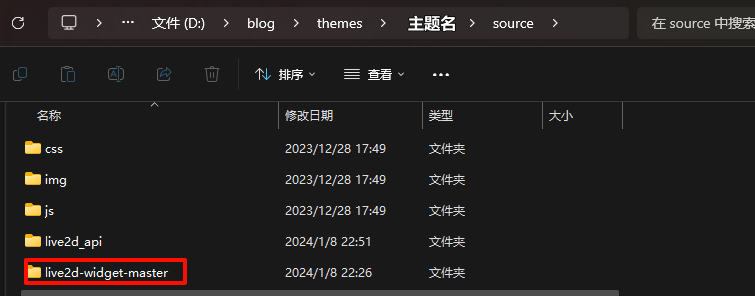 … 文件 (D:) > blog > themes > 主题名 > source > 在 source 中搜索
排序 查看 …
名称 修改日期 类型 大小
css 2023/12/28 17:49 文件夹
img 2023/12/28 17:49 文件夹
js 2023/12/28 17:49 文件夹
live2d_api 2024/1/8 22:51 文件夹
live2d-widget-master 2024/1/8 22:26 文件夹